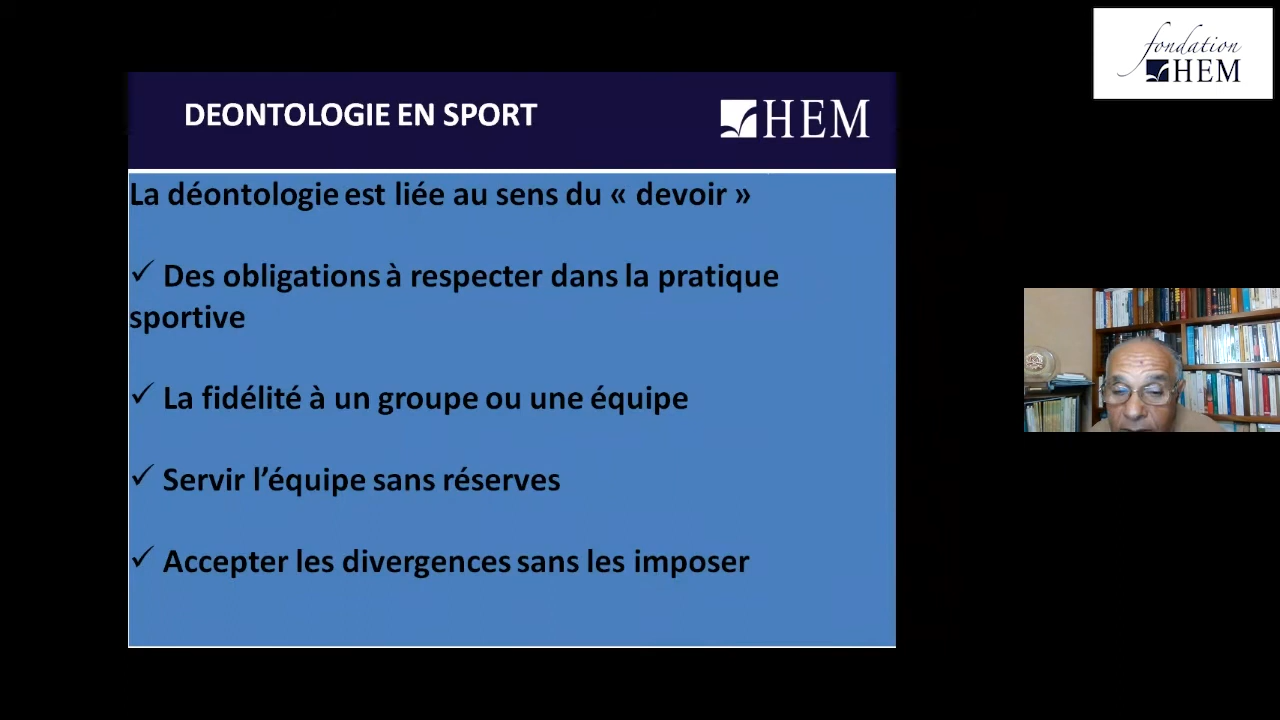 fondation
HEM
DEONTOLOGIE EN SPORT
HEM
La déontologie est liée au sens du « devoir »
✓ Des obligations à respecter dans la pratique
sportive
✓ La fidélité à un groupe ou une équipe
✓ Servir l’équipe sans réserves
✓ Accepter les divergences sans les imposer